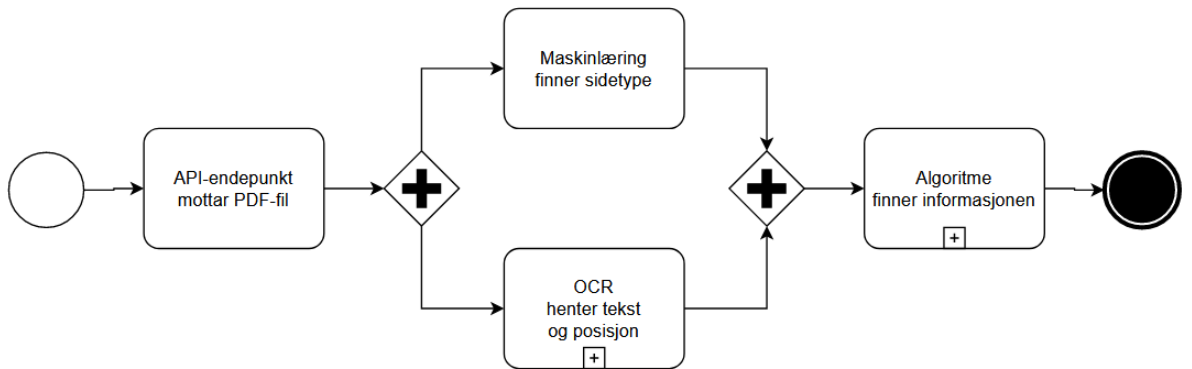 API-endepunkt
mottar PDF-fil
Maskinlæring
finner sidetype
OCR
henter tekst
og posisjon
Algoritme
finner informasjonen